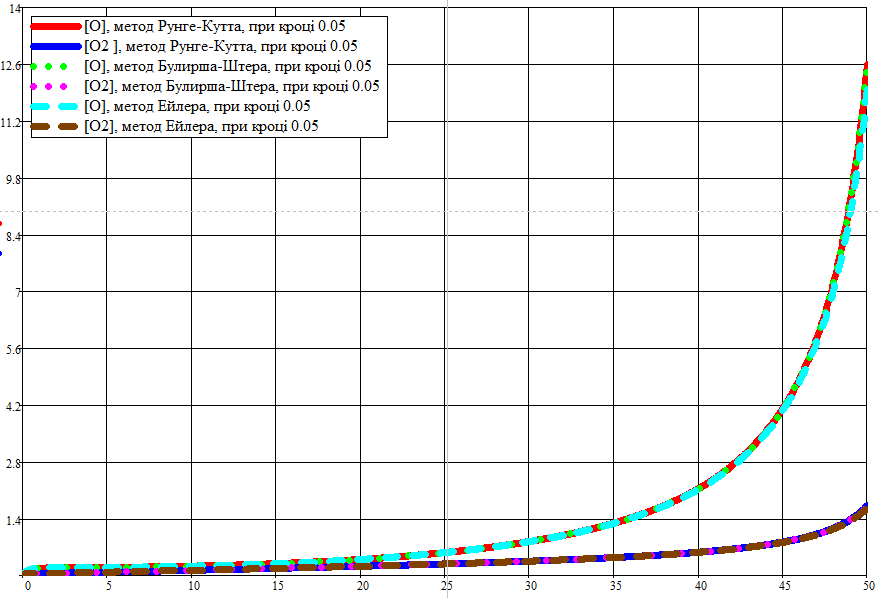 14
[O], метод Рунге-Кутта, при кроці 0.05
[O2 ], метод Рунге-Кутта, при кроці 0.05
12.6
[O], метод Булирша-Штера, при кроці 0.05
[O2], метод Булирша-Штера, при кроці 0.05
[O], метод Ейлера, при кроці 0.05
11.2
[O2], метод Ейлера, при кроці 0.05
9.8
8.4
7
5.6
4.2
2.8
1.4
0 5 10 15 20 25 30 35 40 45 50